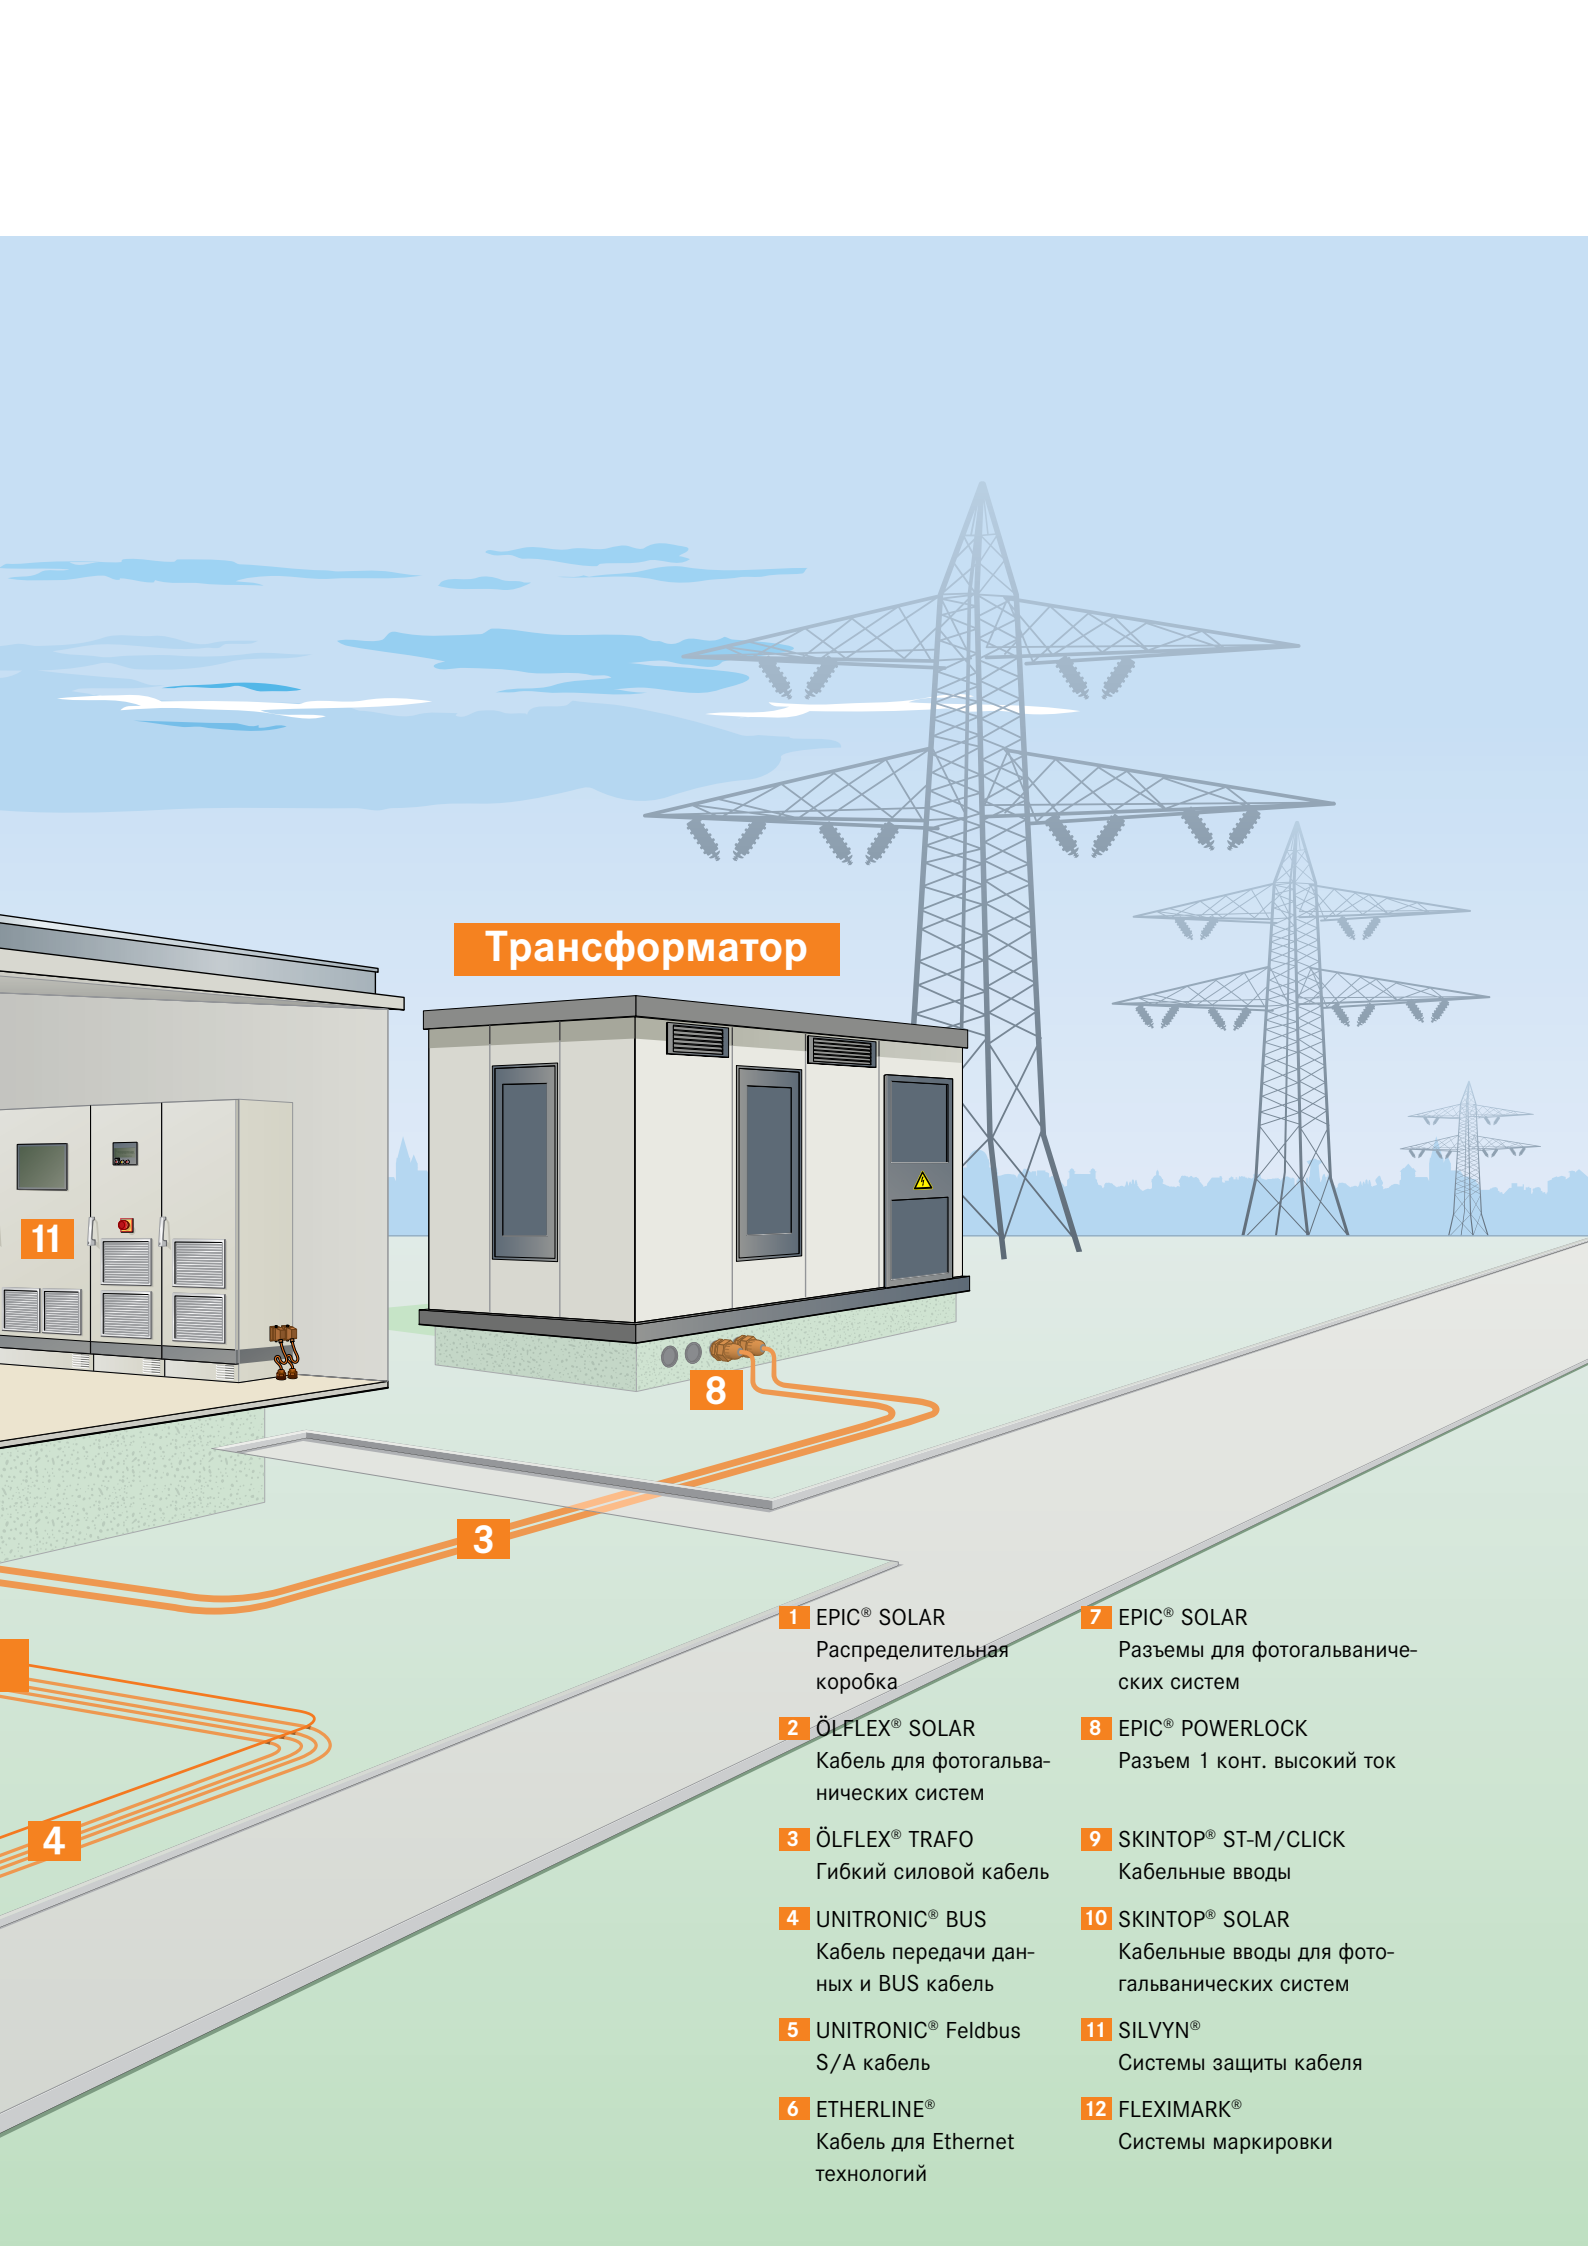 Трансформатор
11
8
3
4
1 EPIC® SOLAR
Распределительная
коробка
2 ÖLFLEX® SOLAR
Кабель для фотогальва-
нических систем
3 ÖLFLEX® TRAFO
Гибкий силовой кабель
4 UNITRONIC® BUS
Кабель передачи дан-
ных и BUS кабель
5 UNITRONIC® Feldbus
S/A кабель
6 ETHERLINE®
Кабель для Ethernet
технологий
7 EPIC® SOLAR
Разъемы для фотогальваниче-
ских систем
8 EPIC® POWERLOCK
Разъем 1 конт. высокий ток
9 SKINTOP® ST-M/CLICK
Кабельные вводы
10 SKINTOP® SOLAR
Кабельные вводы для фото-
гальванических систем
11 SILVYN®
Системы защиты кабеля
12 FLEXIMARK®
Системы маркировки